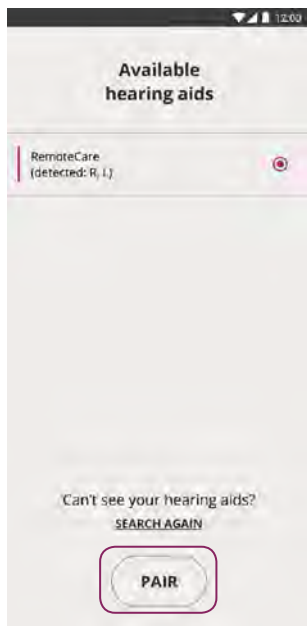 12:00
Available
hearing aids
RemoteCare
(detected: R, L)
Can't see your hearing aids?
SEARCH AGAIN
PAIR